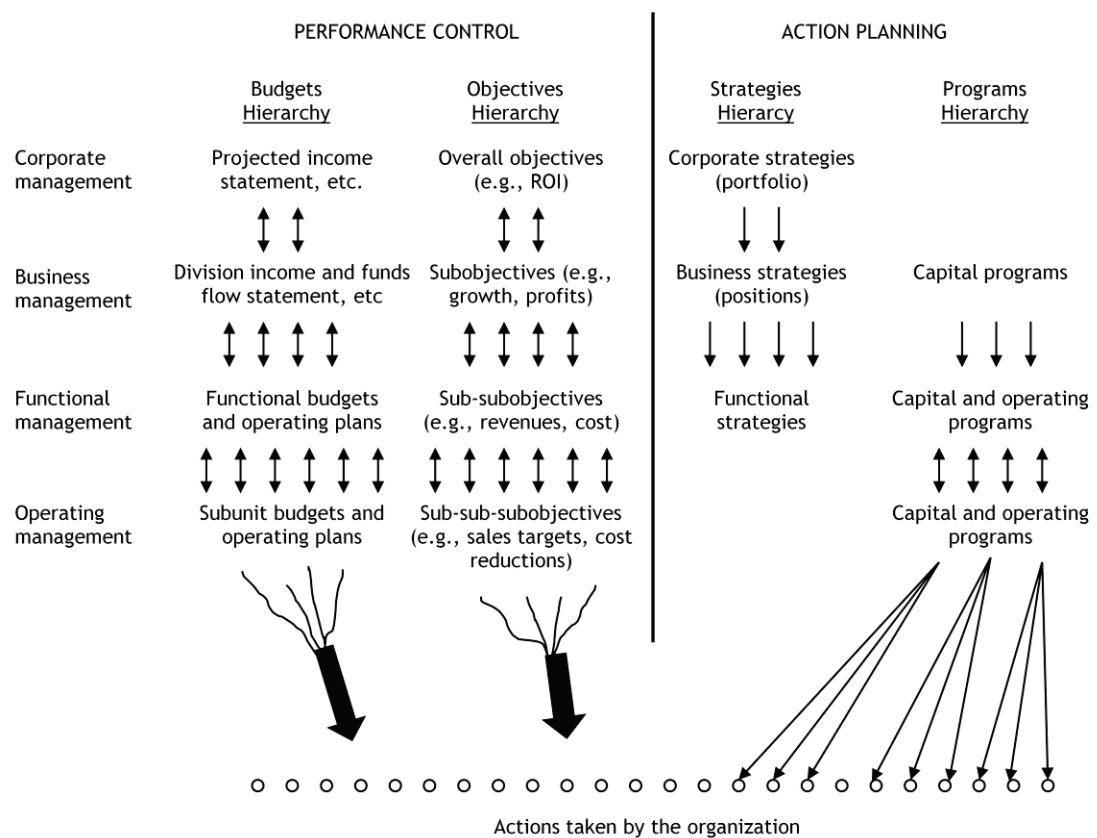 PERFORMANCE CONTROL
ACTION PLANNING
Budgets
Hierarchy
Objectives
Hierarchy
Strategies
Hierarcy
Programs
Hierarchy
Corporate
management
Projected income
statement, etc.
Overall objectives
(e.g., ROI)
Corporate strategies
(portfolio)
Business
management
Division income and funds
flow statement, etc
Subobjectives (e.g.,
growth, profits)
Business strategies
(positions)
Capital programs
Functional
management
Functional budgets
and operating plans
Sub-subobjectives
(e.g., revenues, cost)
Functional
strategies
Capital and operating
programs
Operating
management
Subunit budgets and
operating plans
Sub-sub-subobjectives
(e.g., sales targets, cost
reductions)
Capital and operating
programs
Actions taken by the organization